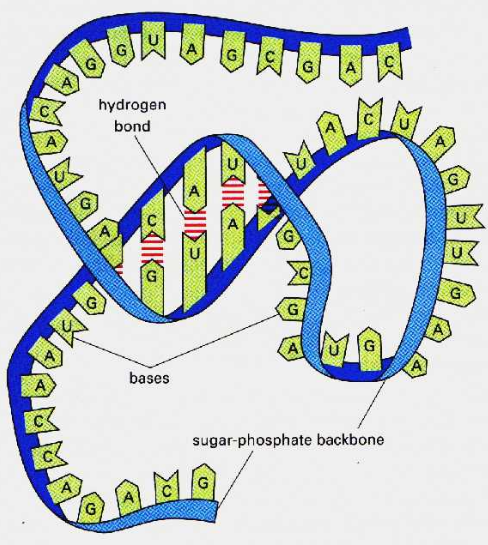 C A G G U A G C G A C
A
U
G
A
hydrogen
bond
C A U
G U A
U A C U A G U U G A A
G
C
G
A U G
G
U
A
A
C
C
A G A C G
bases
sugar-phosphate backbone